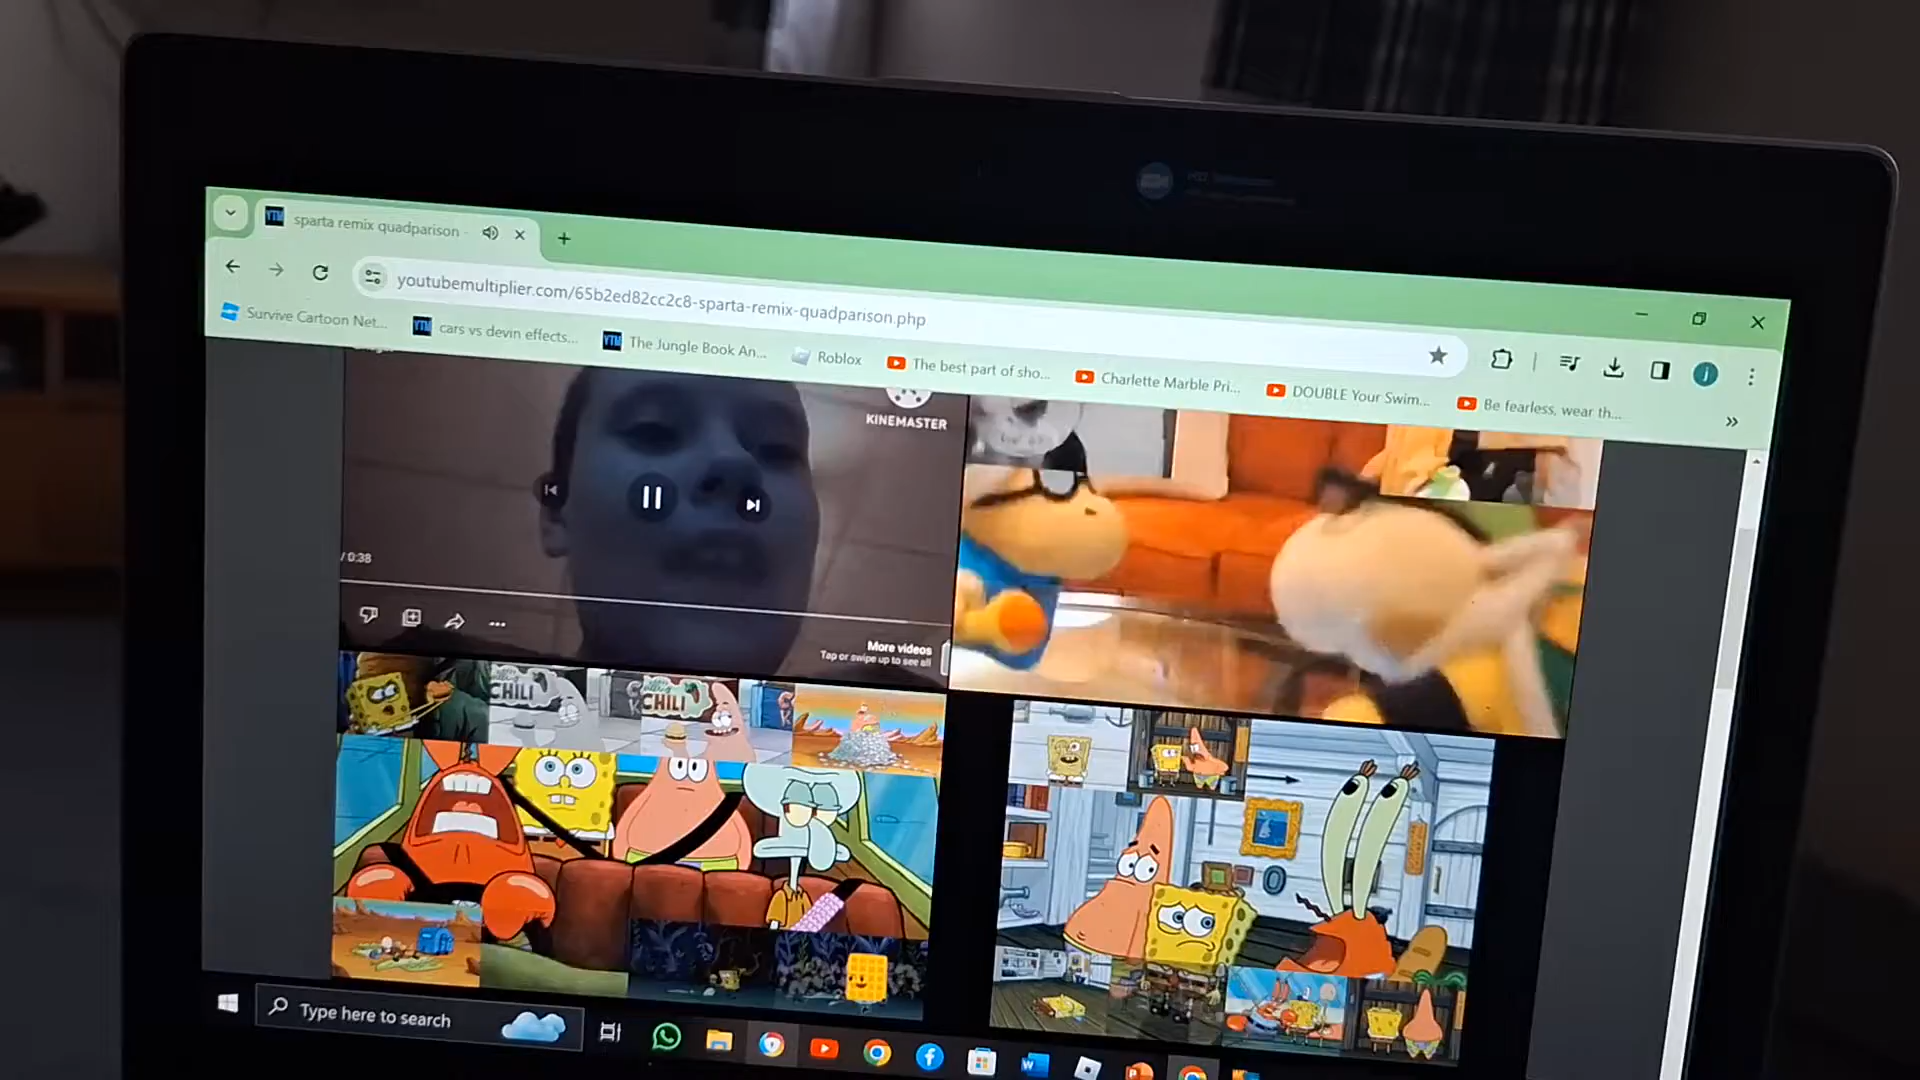 sparta remix quadparison -
youtubemultiplier.com/65b2ed82cc2c8-sparta-remix-quadparison.php
Survive Cartoon Net...
YTM cars vs devin effects...
YTM The Jungle Book An...
Roblox
The best part of sho...
Charlette Marble Pri...
DOUBLE Your Swim...
Be fearless, wear th...
j
KINEMASTER
/ 0:38
More videos
Tap or swipe up to see all
CHILI
CHILI
Type here to search